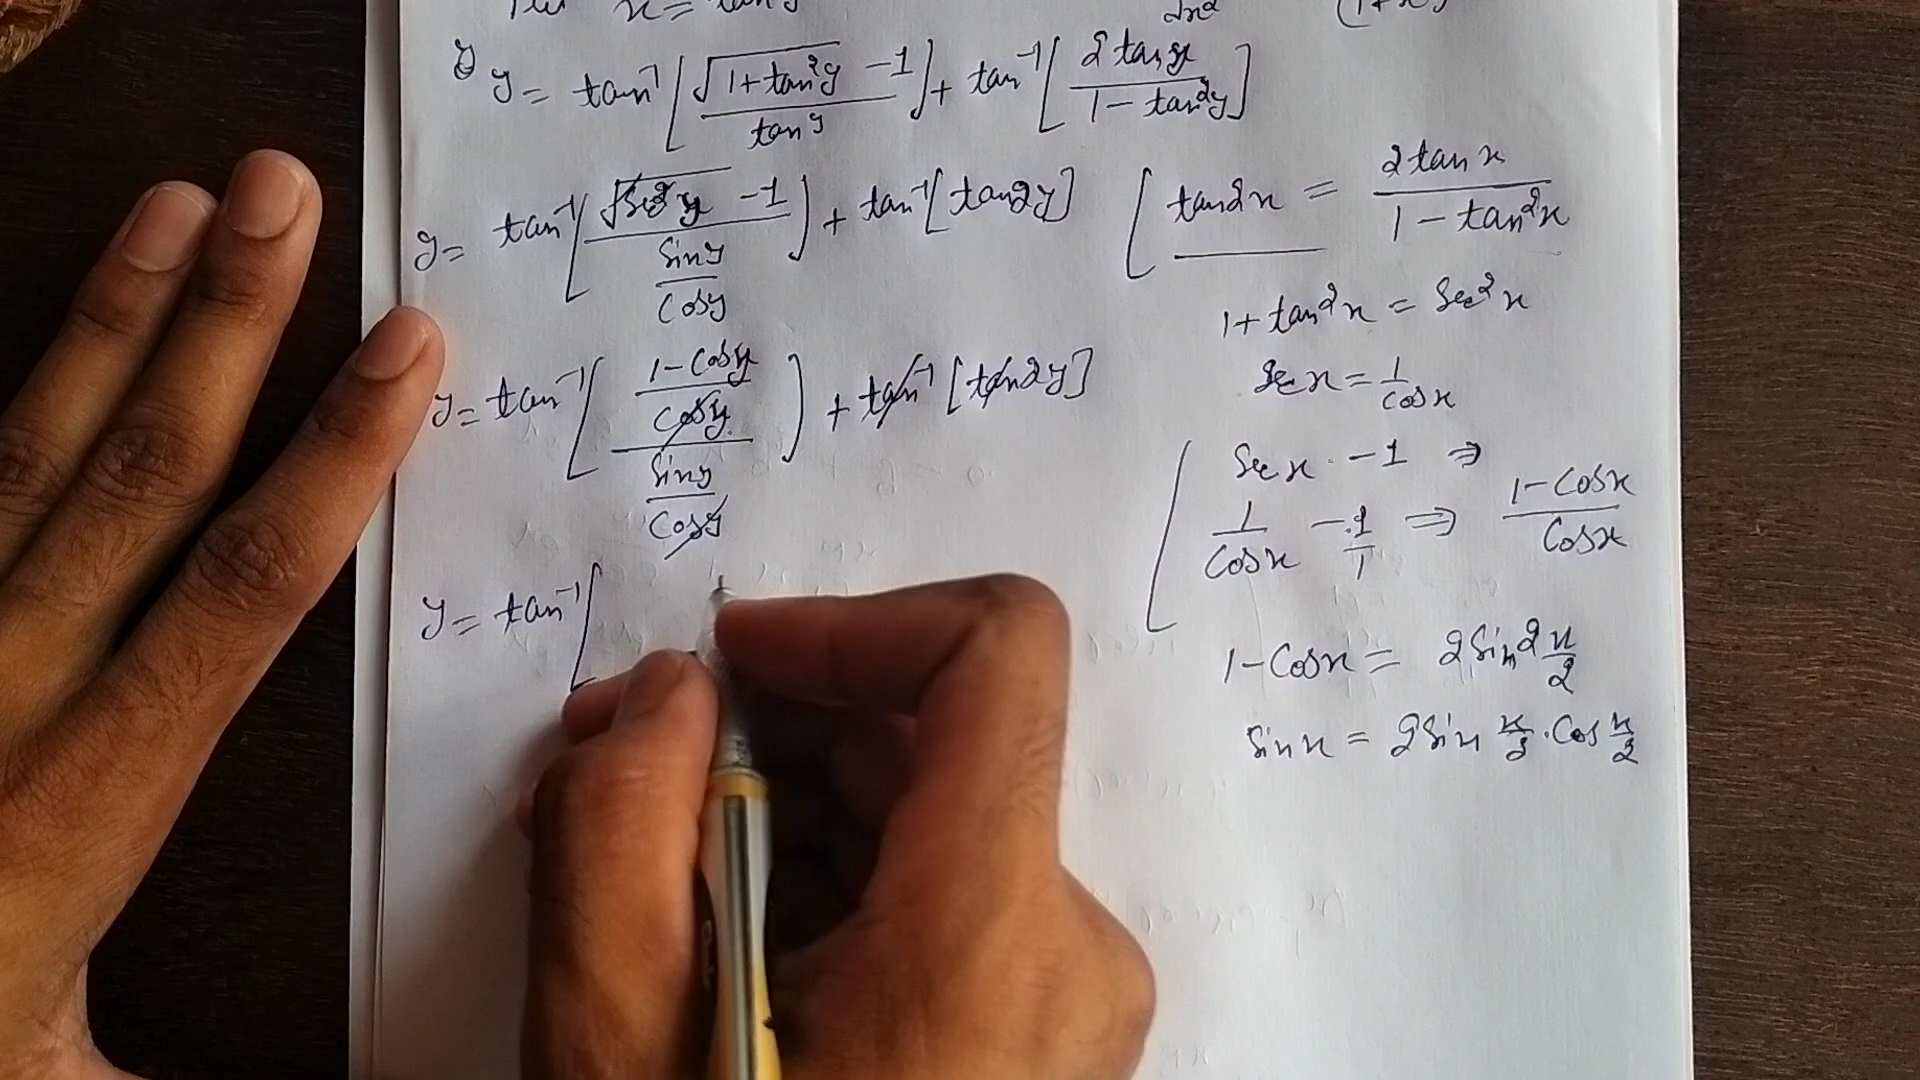 x = tan y
y = tan⁻¹ [ (√(1+tan²y) - 1) / tan y ] + tan⁻¹ [ 2 tan y / (1 - tan²y) ]
y = tan⁻¹ [ (√sec²y - 1) / (sin y / cos y) ] + tan⁻¹ [tan 2y]
[ tan 2x = 2 tan x / (1 - tan²x)
1 + tan²x = Sec²x
Sec x = 1 / cos x
y = tan⁻¹ [ ((1 - Cos y) / cos y) / (sin y / cos y) ] + tan⁻¹ [tan 2y]
[ Sec x - 1 ⇒
1 / Cos x - 1 / 1 ⇒ (1 - Cos x) / Cos x
y = tan⁻¹ [
1 - Cos x = 2 Sin² x/2
Sin x = 2 Sin x/2 . Cos x/2